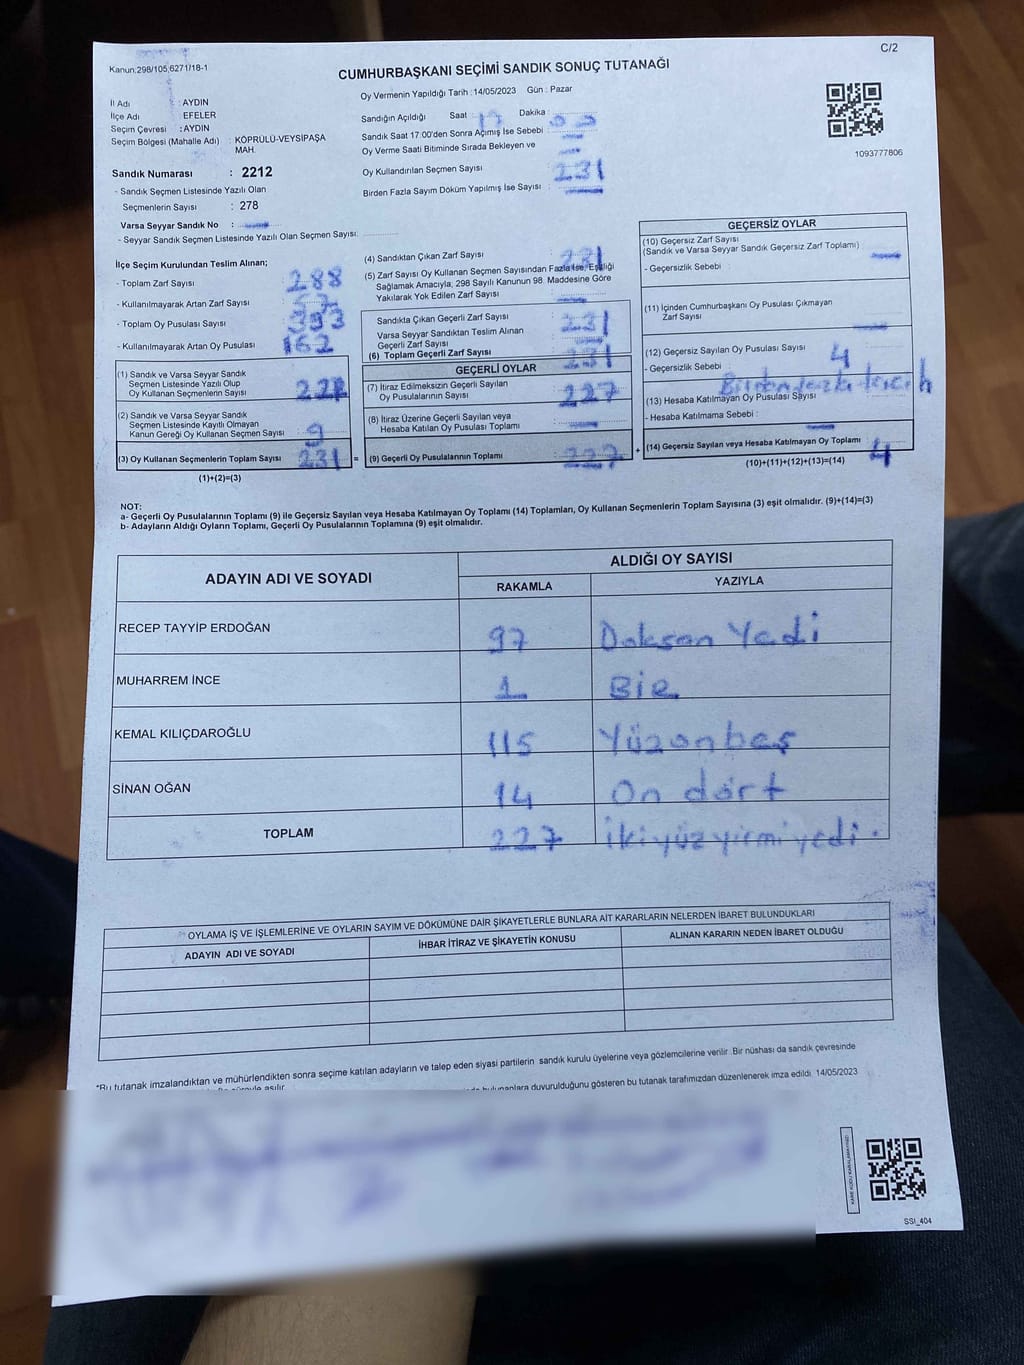 C/2
Kanun:298/105,6271/18-1
CUMHURBAŞKANI SEÇİMİ SANDIK SONUÇ TUTANAĞI
İl Adı : AYDIN
İlçe Adı EFELER
Seçim Çevresi : AYDIN
Seçim Bölgesi (Mahalle Adı) : KÖPRÜLÜ-VEYSİPAŞA
MAH.
Sandık Numarası : 2212
- Sandık Seçmen Listesinde Yazılı Olan
Seçmenlerin Sayısı : 278
Varsa Seyyar Sandık No :
- Seyyar Sandık Seçmen Listesinde Yazılı Olan Seçmen Sayısı:
Oy Vermenin Yapıldığı Tarih : 14/05/2023 Gün : Pazar
Sandığın Açıldığı Saat : 17 Dakika :
Sandık Saat 17:00'den Sonra Açılmış İse Sebebi :
Oy Verme Saati Bitiminde Sırada Bekleyen ve
Oy Kullandırılan Seçmen Sayısı : 231
Birden Fazla Sayım Döküm Yapılmış İse Sayısı :
1093777806
İlçe Seçim Kurulundan Teslim Alınan;
- Toplam Zarf Sayısı : 288
- Kullanılmayarak Artan Zarf Sayısı : 57
- Toplam Oy Pusulası Sayısı : 393
- Kullanılmayarak Artan Oy Pusulası 162
(1) Sandık ve Varsa Seyyar Sandık
Seçmen Listesinde Yazılı Olup
Oy Kullanan Seçmenlerin Sayısı
(2) Sandık ve Varsa Seyyar Sandık
Seçmen Listesinde Kayıtlı Olmayan
Kanun Gereği Oy Kullanan Seçmen Sayısı : 9
(3) Oy Kullanan Seçmenlerin Toplam Sayısı 231 =
(1)+(2)=(3)
(4) Sandıktan Çıkan Zarf Sayısı : 231
(5) Zarf Sayısı Oy Kullanan Seçmen Sayısından Fazla İse, Eşitliği
Sağlamak Amacıyla, 298 Sayılı Kanunun 98. Maddesine Göre
Yakılarak Yok Edilen Zarf Sayısı :
Sandıkta Çıkan Geçerli Zarf Sayısı : 231
Varsa Seyyar Sandıktan Teslim Alınan
Geçerli Zarf Sayısı :
(6) Toplam Geçerli Zarf Sayısı 231
GEÇERLİ OYLAR
(7) İtiraz Edilmeksizin Geçerli Sayılan
Oy Pusulalarının Sayısı : 227
(8) İtiraz Üzerine Geçerli Sayılan veya
Hesaba Katılan Oy Pusulası Toplamı :
(9) Geçerli Oy Pusulalarının Toplamı 227 +
GEÇERSİZ OYLAR
(10) Geçersiz Zarf Sayısı
(Sandık ve Varsa Seyyar Sandık Geçersiz Zarf Toplamı)
- Geçersizlik Sebebi :
(11) İçinden Cumhurbaşkanı Oy Pusulası Çıkmayan
Zarf Sayısı
(12) Geçersiz Sayılan Oy Pusulası Sayısı : 4
- Geçersizlik Sebebi : Birden fazla tercih
(13) Hesaba Katılmayan Oy Pusulası Sayısı
- Hesaba Katılmama Sebebi :
(14) Geçersiz Sayılan veya Hesaba Katılmayan Oy Toplamı 4
(10)+(11)+(12)+(13)=(14)
NOT:
a- Geçerli Oy Pusulalarının Toplamı (9) ile Geçersiz Sayılan veya Hesaba Katılmayan Oy Toplamı (14) Toplamları, Oy Kullanan Seçmenlerin Toplam Sayısına (3) eşit olmalıdır. (9)+(14)=(3)
b- Adayların Aldığı Oyların Toplamı, Geçerli Oy Pusulalarının Toplamına (9) eşit olmalıdır.
ADAYIN ADI VE SOYADI ALDIĞI OY SAYISI
RAKAMLA YAZIYLA
RECEP TAYYİP ERDOĞAN 97 Doksan Yedi
MUHARREM İNCE 1 Bir
KEMAL KILIÇDAROĞLU 115 Yüzonbeş
SİNAN OĞAN 14 On dört
TOPLAM 227 İkiyüz yirmi yedi.
OYLAMA İŞ VE İŞLEMLERİNE VE OYLARIN SAYIM VE DÖKÜMÜNE DAİR ŞİKAYETLERLE BUNLARA AİT KARARLARIN NELERDEN İBARET BULUNDUKLARI
ADAYIN ADI VE SOYADI İHBAR İTİRAZ VE ŞİKAYETİN KONUSU ALINAN KARARIN NEDEN İBARET OLDUĞU
*Bu tutanak imzalandıktan ve mühürlendikten sonra seçime katılan adayların ve talep eden siyasi partilerin sandık kurulu üyelerine veya gözlemcilerine verilir .Bir nüshası da sandık çevresinde
asılır.
bulunanlara duyurulduğunu gösteren bu tutanak tarafımızdan düzenlenerek imza edildi. 14/05/2023
SSI_404